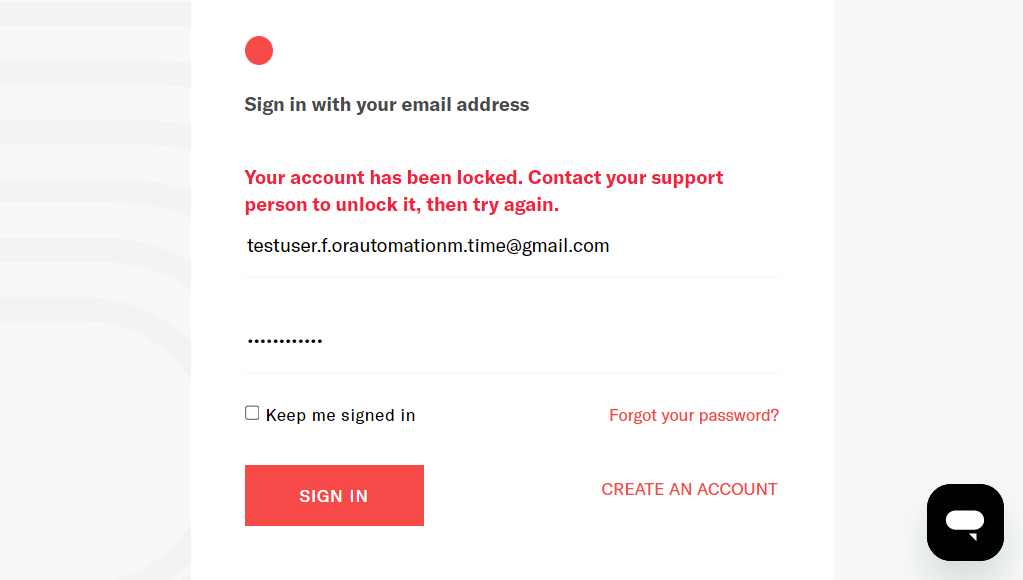 Sign in with your email address
Your account has been locked. Contact your support
person to unlock it, then try again.
testuser.f.orautomationm.time@gmail.com
••••••••••••
Keep me signed in
Forgot your password?
SIGN IN
CREATE AN ACCOUNT